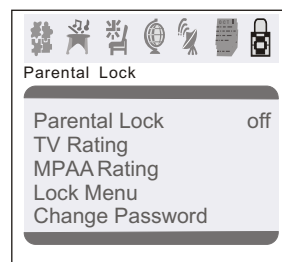 Parental Lock
Parental Lock off
TV Rating
MPAA Rating
Lock Menu
Change Password